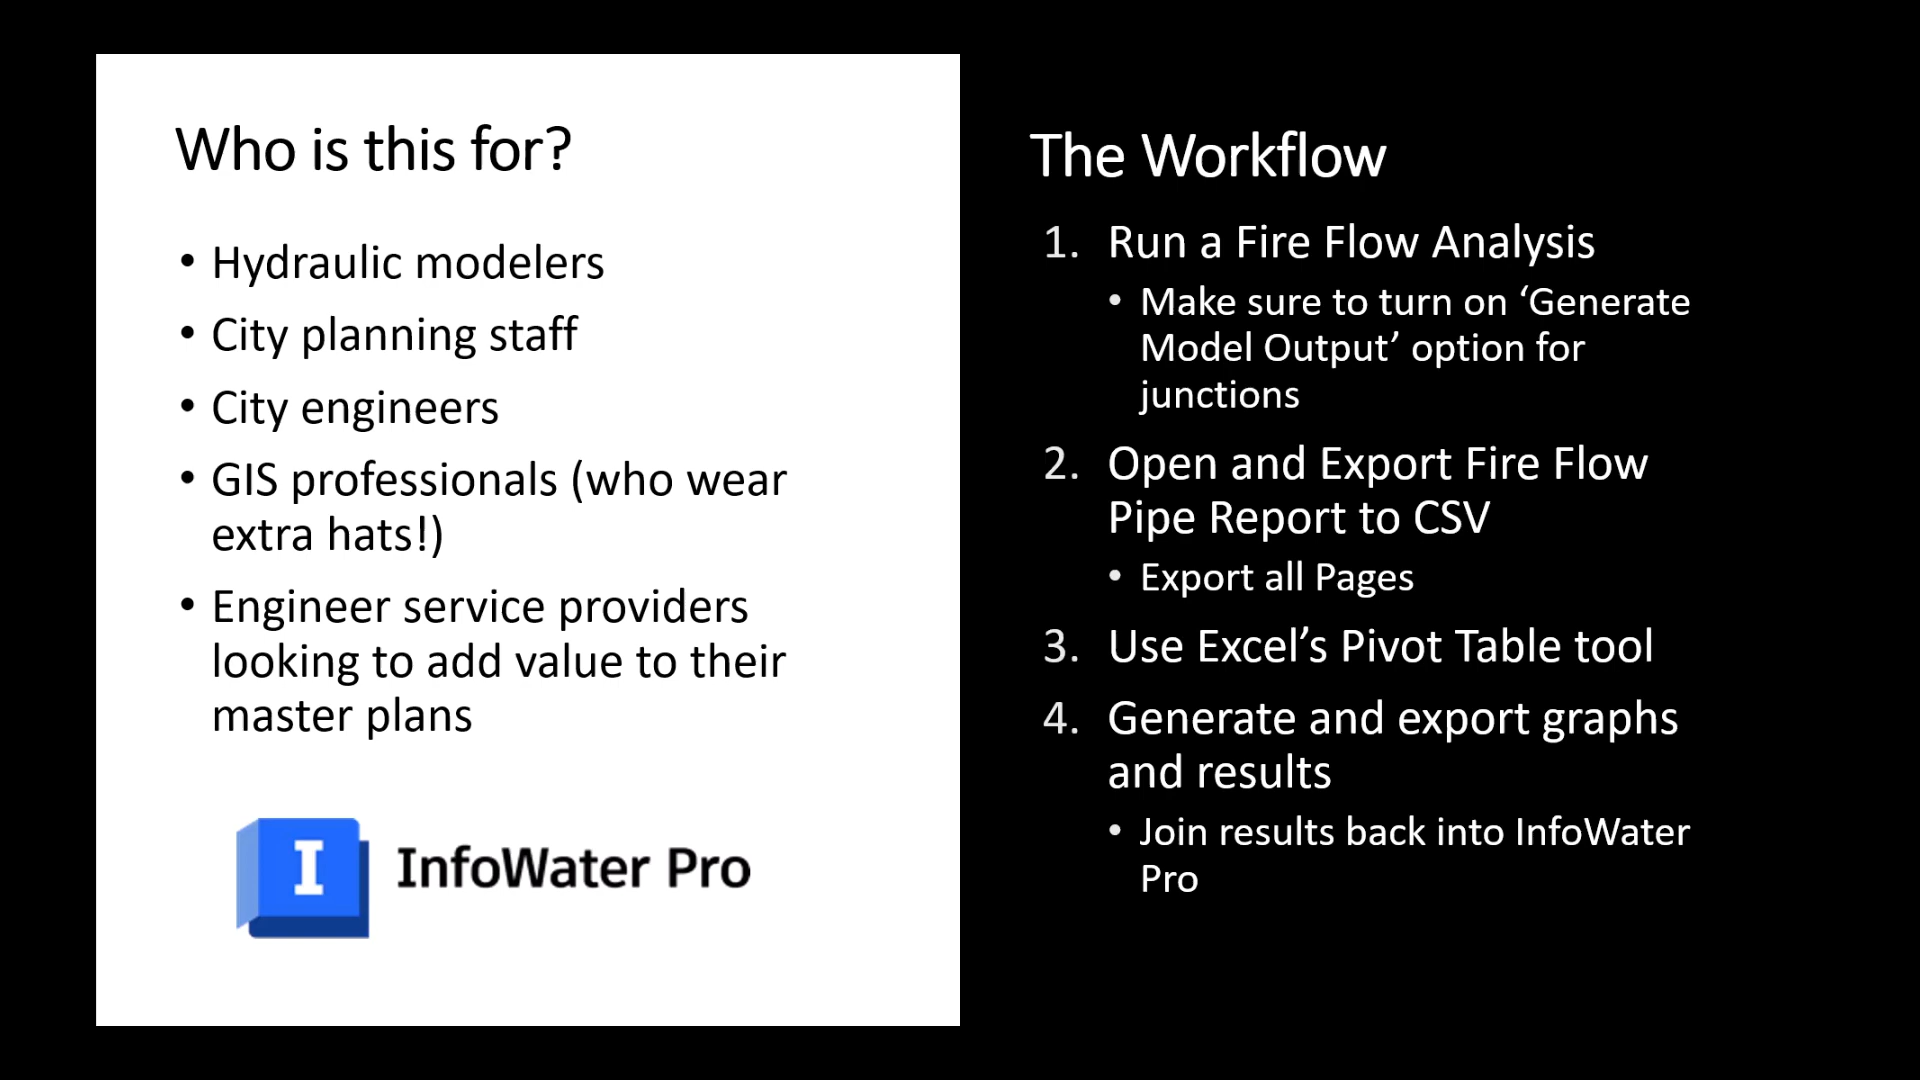 Who is this for?
• Hydraulic modelers
• City planning staff
• City engineers
• GIS professionals (who wear
extra hats!)
• Engineer service providers
looking to add value to their
master plans
I InfoWater Pro
The Workflow
1. Run a Fire Flow Analysis
• Make sure to turn on ‘Generate
Model Output’ option for
junctions
2. Open and Export Fire Flow
Pipe Report to CSV
• Export all Pages
3. Use Excel’s Pivot Table tool
4. Generate and export graphs
and results
• Join results back into InfoWater
Pro